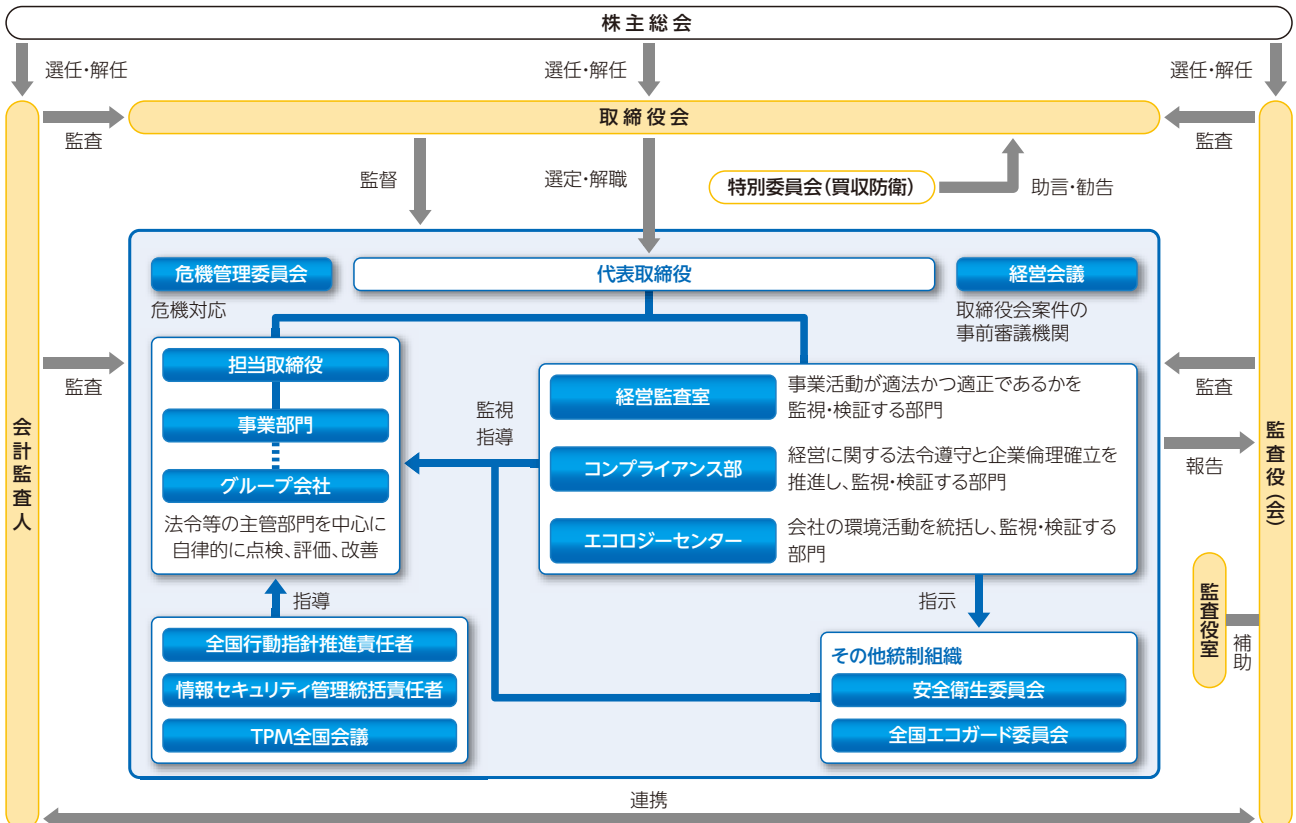 株主総会
選任・解任
選任・解任
選任・解任
取締役会
監査
監査
監督
選定・解職
特別委員会(買収防衛)
助言・勧告
危機管理委員会
代表取締役
経営会議
危機対応
取締役会案件の
事前審議機関
担当取締役
事業部門
グループ会社
法令等の主管部門を中心に
自律的に点検、評価、改善
監査
監査
監視
指導
経営監査室
事業活動が適法かつ適正であるかを
監視・検証する部門
コンプライアンス部
経営に関する法令遵守と企業倫理確立を
推進し、監視・検証する部門
エコロジーセンター
会社の環境活動を統括し、監視・検証する
部門
報告
会計監査人
監査役(会)
指導
指示
全国行動指針推進責任者
情報セキュリティ管理統括責任者
TPM全国会議
その他統制組織
安全衛生委員会
全国エコガード委員会
監査役室
補助
連携